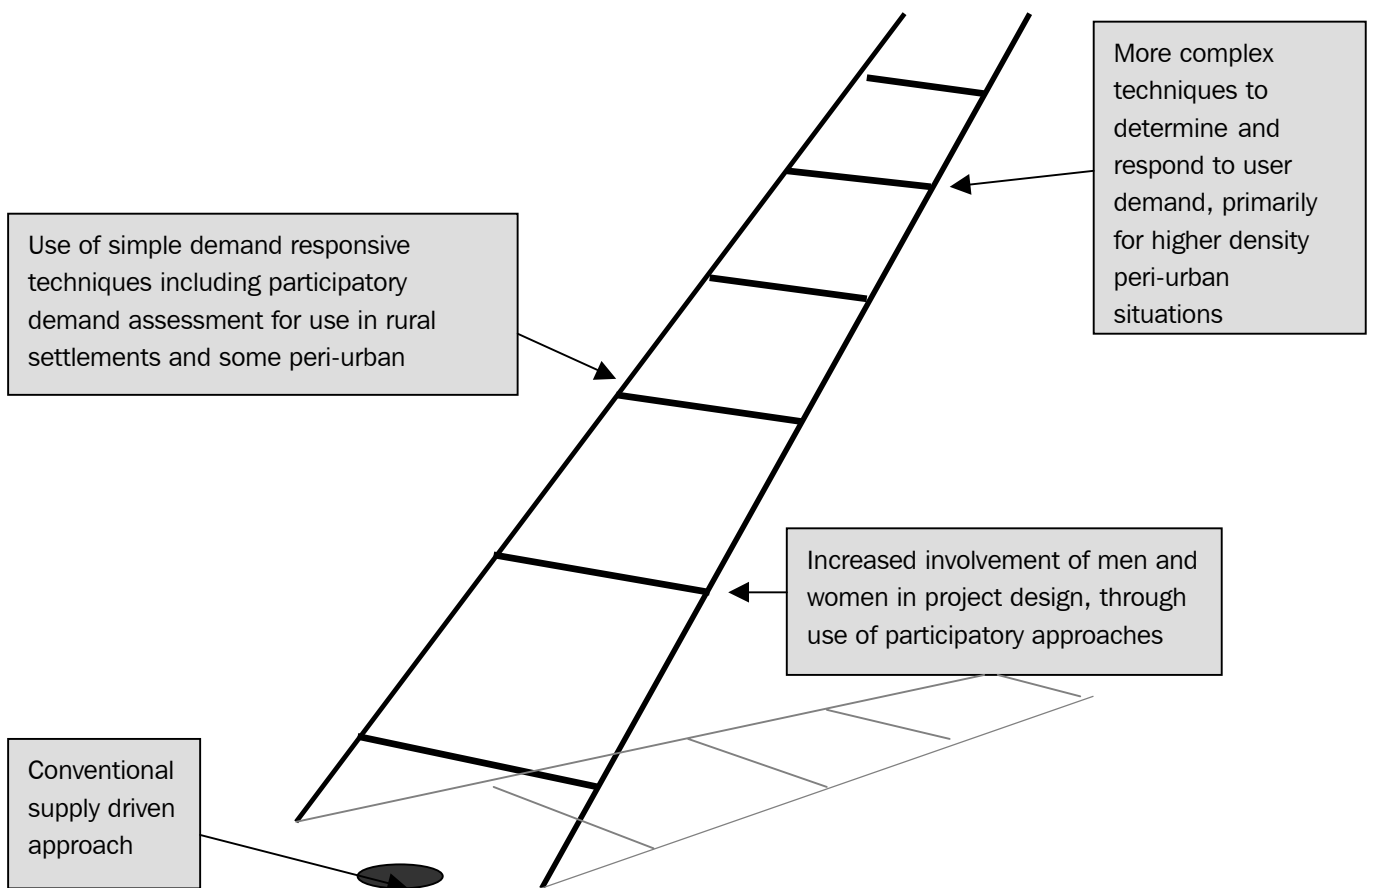 More complex
techniques to
determine and
respond to user
demand, primarily
for higher density
peri-urban
situations
Use of simple demand responsive
techniques including participatory
demand assessment for use in rural
settlements and some peri-urban
Increased involvement of men and
women in project design, through
use of participatory approaches
Conventional
supply driven
approach